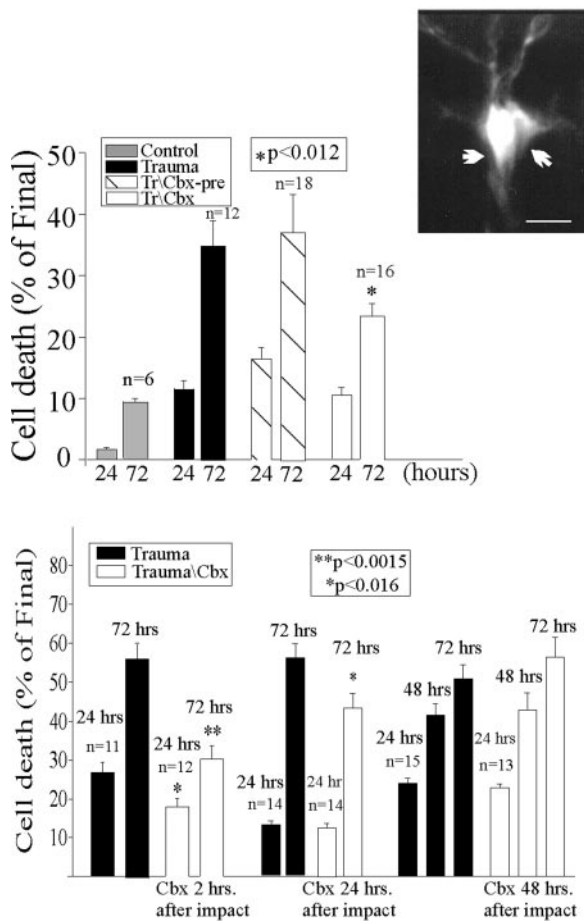 Cell death (% of Final)
50
40
30
20
10
0
Control
Trauma
Tr\Cbx-pre
Tr\Cbx
*p<0.012
n=6
n=12
n=18
n=16
*
24 72 24 72 24 72 24 72 (hours)
Cell death (% of Final)
80
70
60
50
40
30
20
10
Trauma
Trauma\Cbx
**p<0.0015
*p<0.016
24 hrs
n=11
72 hrs
24 hrs
n=12
*
72 hrs
**
24 hrs
n=14
72 hrs
24 hr
n=14
72 hrs
*
24 hrs
n=15
48 hrs
72 hrs
24 hrs
n=13
48 hrs
72 hrs
Cbx 2 hrs.
after impact
Cbx 24 hrs.
after impact
Cbx 48 hrs.
after impact